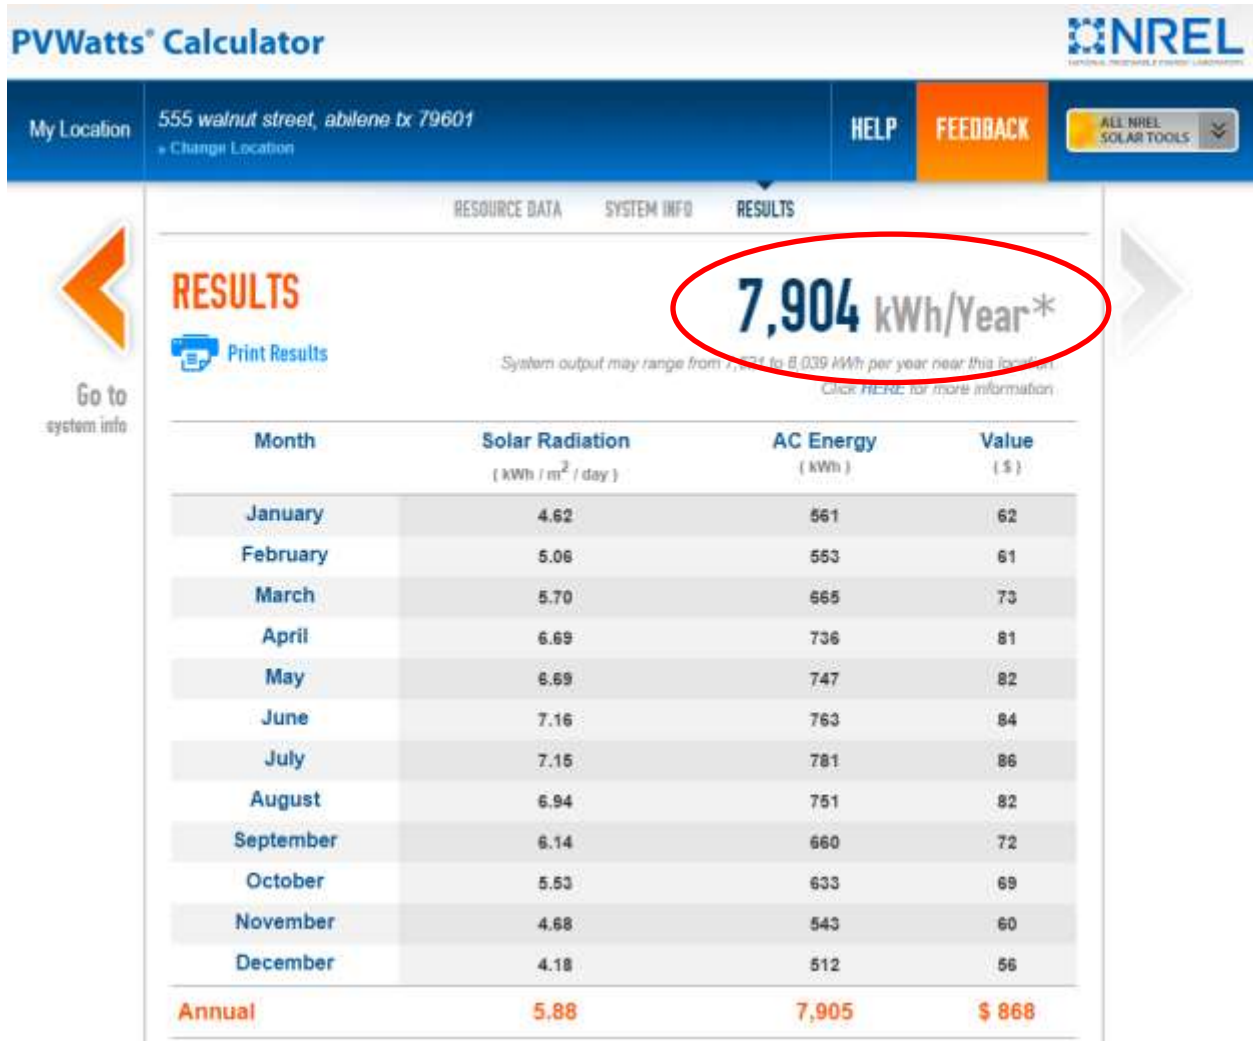 PVWatts® Calculator
NREL
My Location
555 walnut street, abilene tx 79601
» Change Location
HELP
FEEDBACK
ALL NREL
SOLAR TOOLS
RESOURCE DATA SYSTEM INFO RESULTS
RESULTS
7,904 kWh/Year*
Print Results
System output may range from to 8,039 kWh per year near this location.
Click HERE for more information
Go to
system info
Month Solar Radiation AC Energy Value
( kWh / m2 / day ) ( kWh ) ( $ )
January 4.62 561 62
February 5.06 553 61
March 5.70 665 73
April 6.69 736 81
May 6.69 747 82
June 7.16 763 84
July 7.15 781 86
August 6.94 751 82
September 6.14 660 72
October 5.53 633 69
November 4.68 543 60
December 4.18 512 56
Annual 5.88 7,905 $ 868